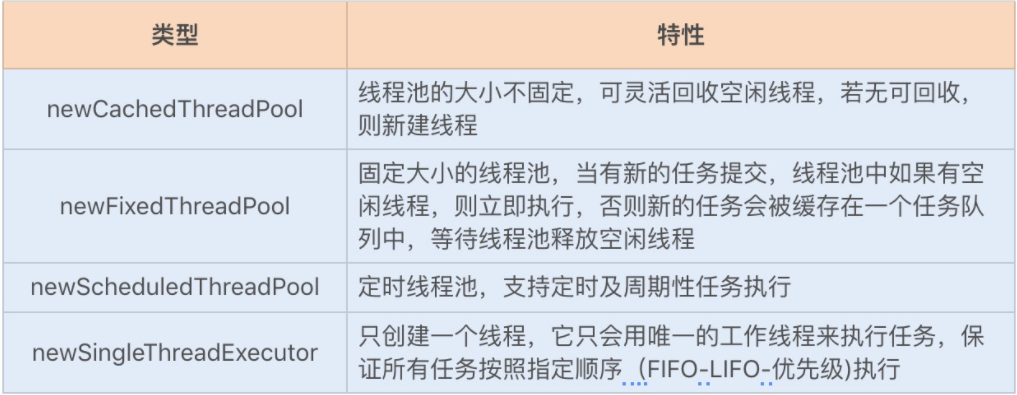 类型
特性
newCachedThreadPool
线程池的大小不固定，可灵活回收空闲线程，若无可回收，
则新建线程
newFixedThreadPool
固定大小的线程池，当有新的任务提交，线程池中如果有空
闲线程，则立即执行，否则新的任务会被缓存在一个任务队
列中，等待线程池释放空闲线程
newScheduledThreadPool
定时线程池，支持定时及周期性任务执行
newSingleThreadExecutor
只创建一个线程，它只会用唯一的工作线程来执行任务，保
证所有任务按照指定顺序（FIFO-LIFO-优先级)执行